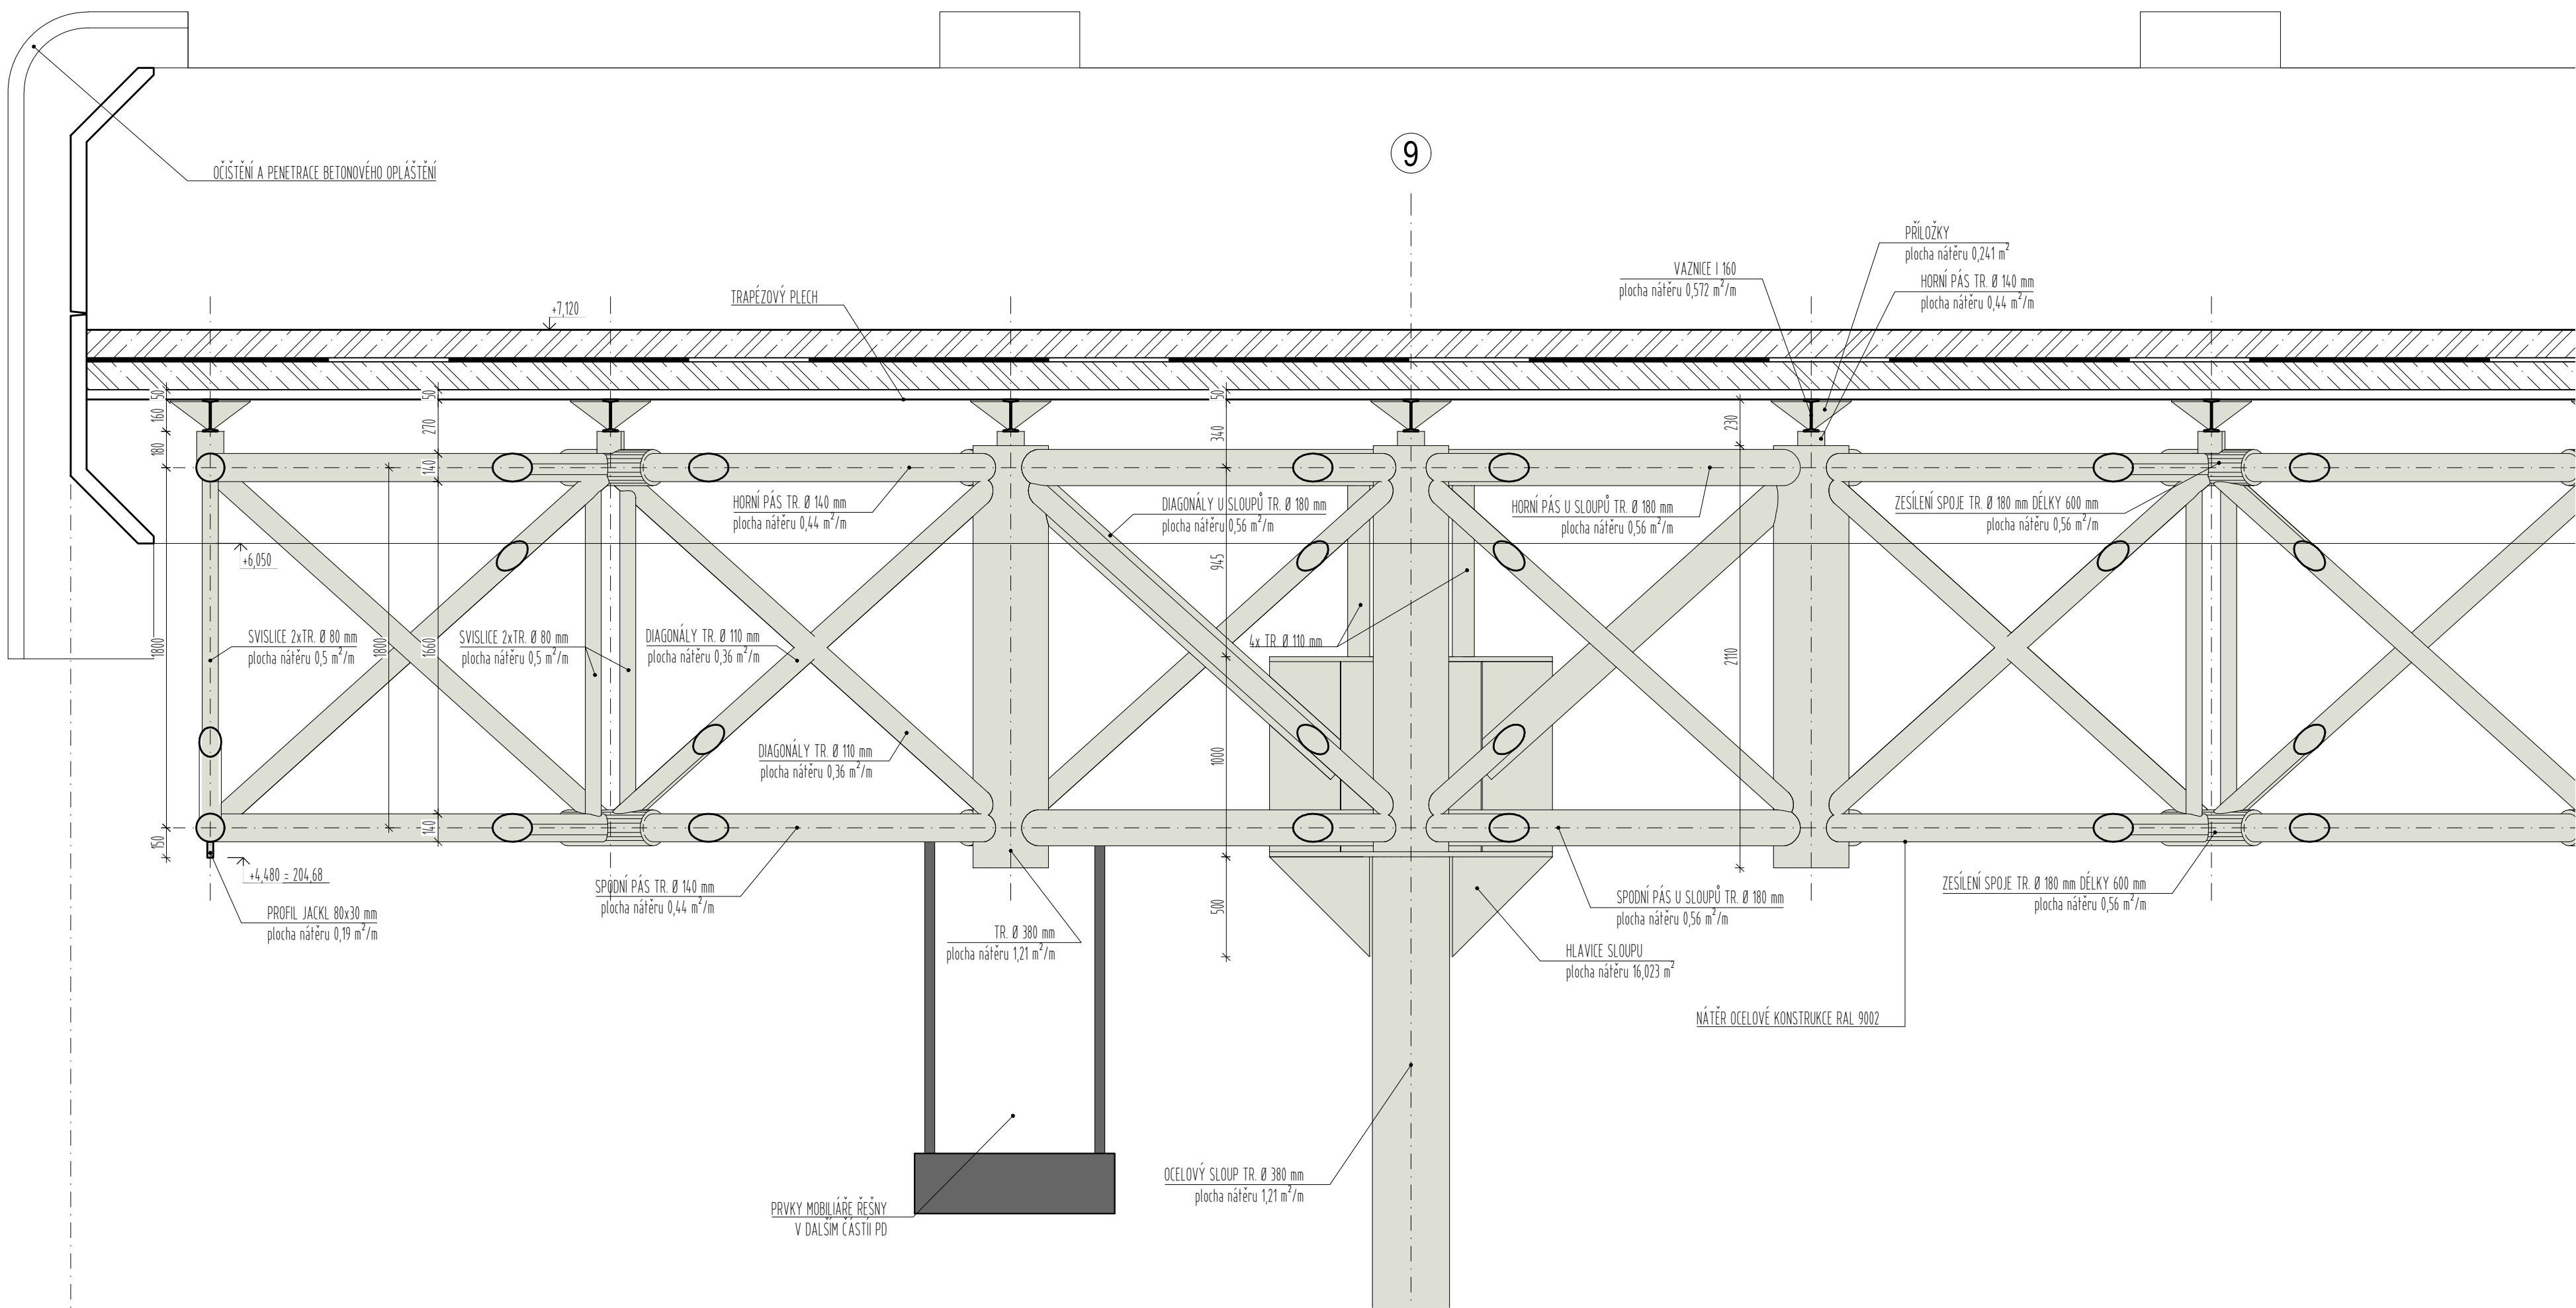 9
OČIŠTĚNÍ A PENETRACE BETONOVÉHO OPLÁŠTĚNÍ
PŘÍLOŽKY
plocha nátěru 0,241 m²
VAZNICE I 160
plocha nátěru 0,572 m²/m
HORNÍ PÁS TR. Ø 140 mm
plocha nátěru 0,44 m²/m
TRAPÉZOVÝ PLECH
+7,120
50
160
180
1800
150
1800
50
270
140
1660
140
50
340
945
1000
500
230
2110
HORNÍ PÁS TR. Ø 140 mm
plocha nátěru 0,44 m²/m
DIAGONÁLY U SLOUPŮ TR. Ø 180 mm
plocha nátěru 0,56 m²/m
HORNÍ PÁS U SLOUPŮ TR. Ø 180 mm
plocha nátěru 0,56 m²/m
ZESÍLENÍ SPOJE TR. Ø 180 mm DÉLKY 600 mm
plocha nátěru 0,56 m²/m
+6,050
SVISLICE 2xTR. Ø 80 mm
plocha nátěru 0,5 m²/m
SVISLICE 2xTR. Ø 80 mm
plocha nátěru 0,5 m²/m
DIAGONÁLY TR. Ø 110 mm
plocha nátěru 0,36 m²/m
4x TR. Ø 110 mm
DIAGONÁLY TR. Ø 110 mm
plocha nátěru 0,36 m²/m
+4,480 = 204,68
PROFIL JACKL 80x30 mm
plocha nátěru 0,19 m²/m
SPODNÍ PÁS TR. Ø 140 mm
plocha nátěru 0,44 m²/m
TR. Ø 380 mm
plocha nátěru 1,21 m²/m
SPODNÍ PÁS U SLOUPŮ TR. Ø 180 mm
plocha nátěru 0,56 m²/m
ZESÍLENÍ SPOJE TR. Ø 180 mm DÉLKY 600 mm
plocha nátěru 0,56 m²/m
HLAVICE SLOUPU
plocha nátěru 16,023 m²
NÁTĚR OCELOVÉ KONSTRUKCE RAL 9002
OCELOVÝ SLOUP TR. Ø 380 mm
plocha nátěru 1,21 m²/m
PRVKY MOBILIÁŘE ŘEŠNY
V DALŠÍM ČÁSTII PD